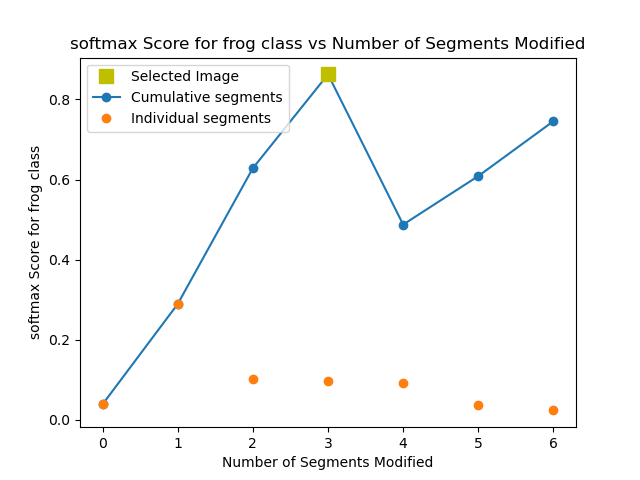 softmax Score for frog class vs Number of Segments Modified
Selected Image
Cumulative segments
Individual segments
softmax Score for frog class
0.8
0.6
0.4
0.2
0.0
0 1 2 3 4 5 6
Number of Segments Modified